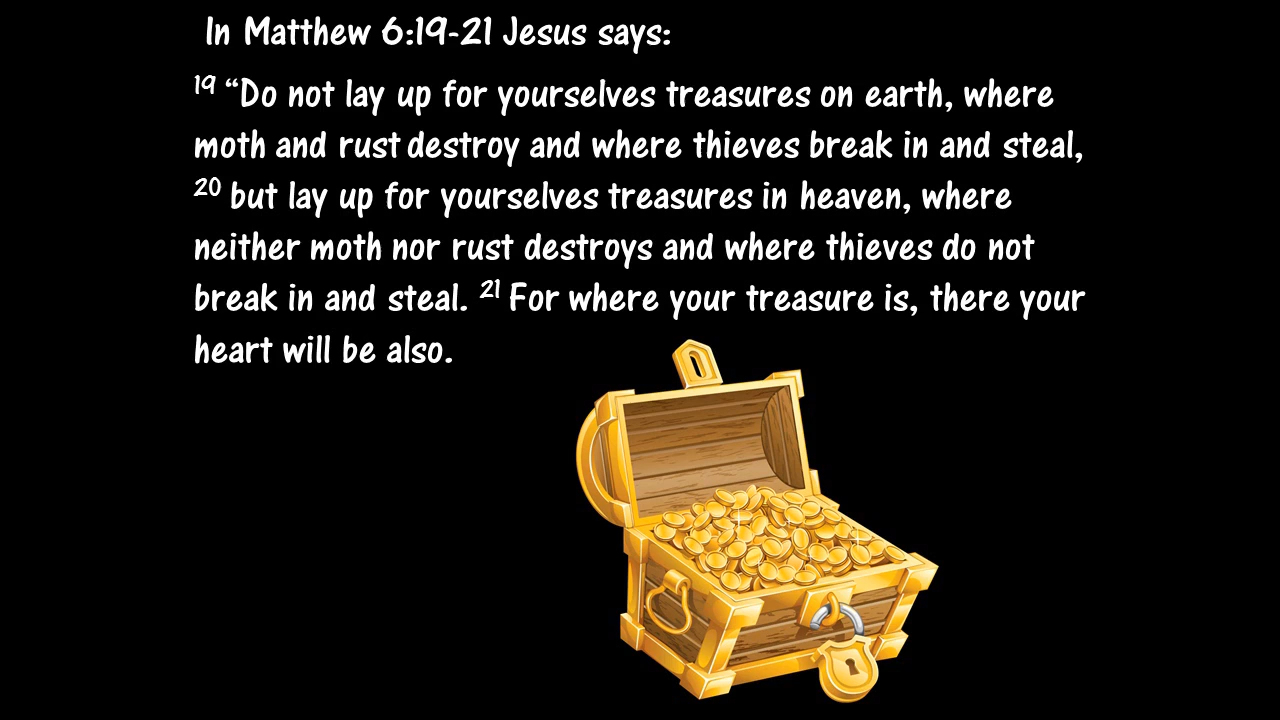 In Matthew 6:19-21 Jesus says:
19 “Do not lay up for yourselves treasures on earth, where
moth and rust destroy and where thieves break in and steal,
20 but lay up for yourselves treasures in heaven, where
neither moth nor rust destroys and where thieves do not
break in and steal. 21 For where your treasure is, there your
heart will be also.